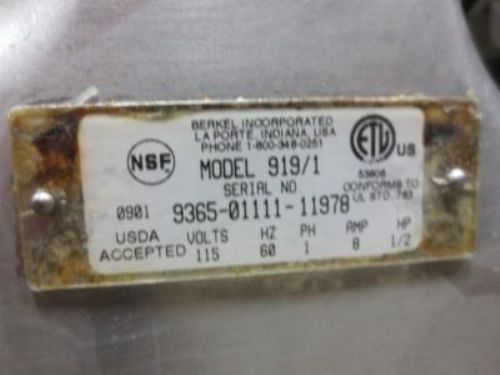 BERKEL INCORPORATED
LA PORTE, INDIANA, USA
PHONE 1-800-348-0251
NSF
MODEL 919/1
ETL US
SERIAL NO.
53808
CONFORMS TO
UL STD. 763
0901 9365-01111-11978
USDA ACCEPTED
VOLTS HZ PH AMP HP
115 60 1 8 1/2